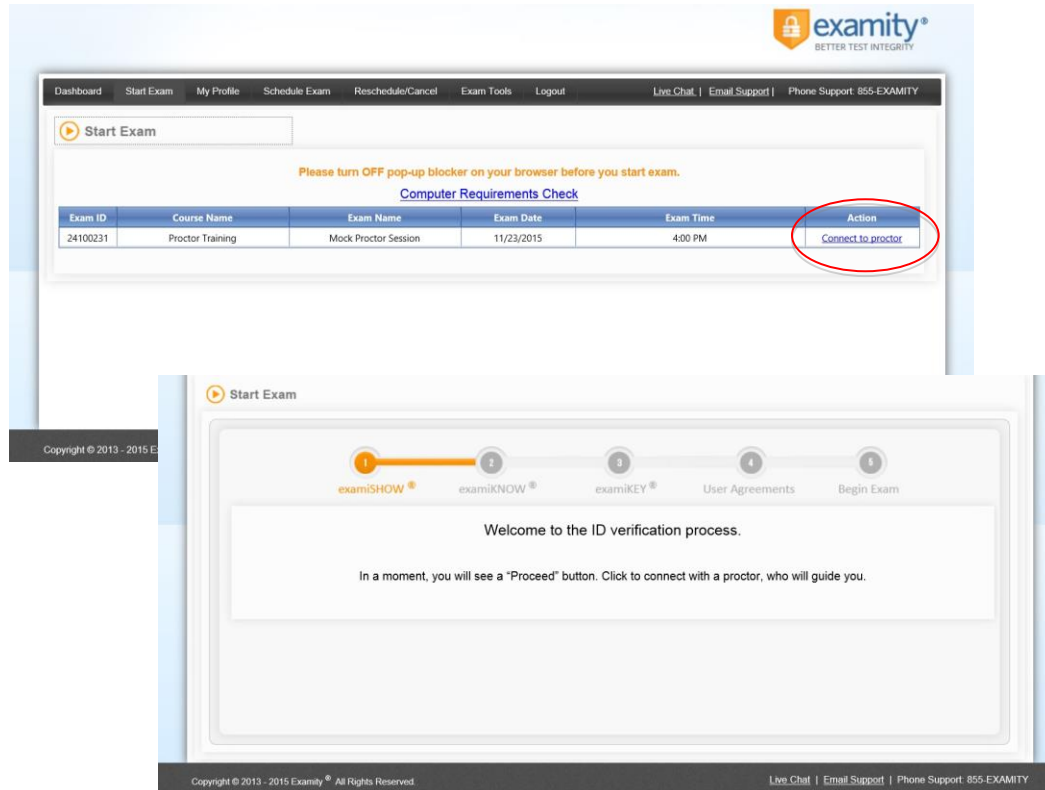 examity®
BETTER TEST INTEGRITY
Dashboard Start Exam My Profile Schedule Exam Reschedule/Cancel Exam Tools Logout Live Chat | Email Support | Phone Support: 855-EXAMITY
Start Exam
Please turn OFF pop-up blocker on your browser before you start exam.
Computer Requirements Check
Exam ID Course Name Exam Name Exam Date Exam Time Action
24100231 Proctor Training Mock Proctor Session 11/23/2015 4:00 PM Connect to proctor
Copyright © 2013 - 2015
Start Exam
1 2 3 4 5
examiSHOW ® examiKNOW ® examiKEY ® User Agreements Begin Exam
Welcome to the ID verification process.
In a moment, you will see a “Proceed” button. Click to connect with a proctor, who will guide you.
Copyright © 2013 - 2015 Examity ® All Rights Reserved. Live Chat | Email Support | Phone Support: 855-EXAMITY